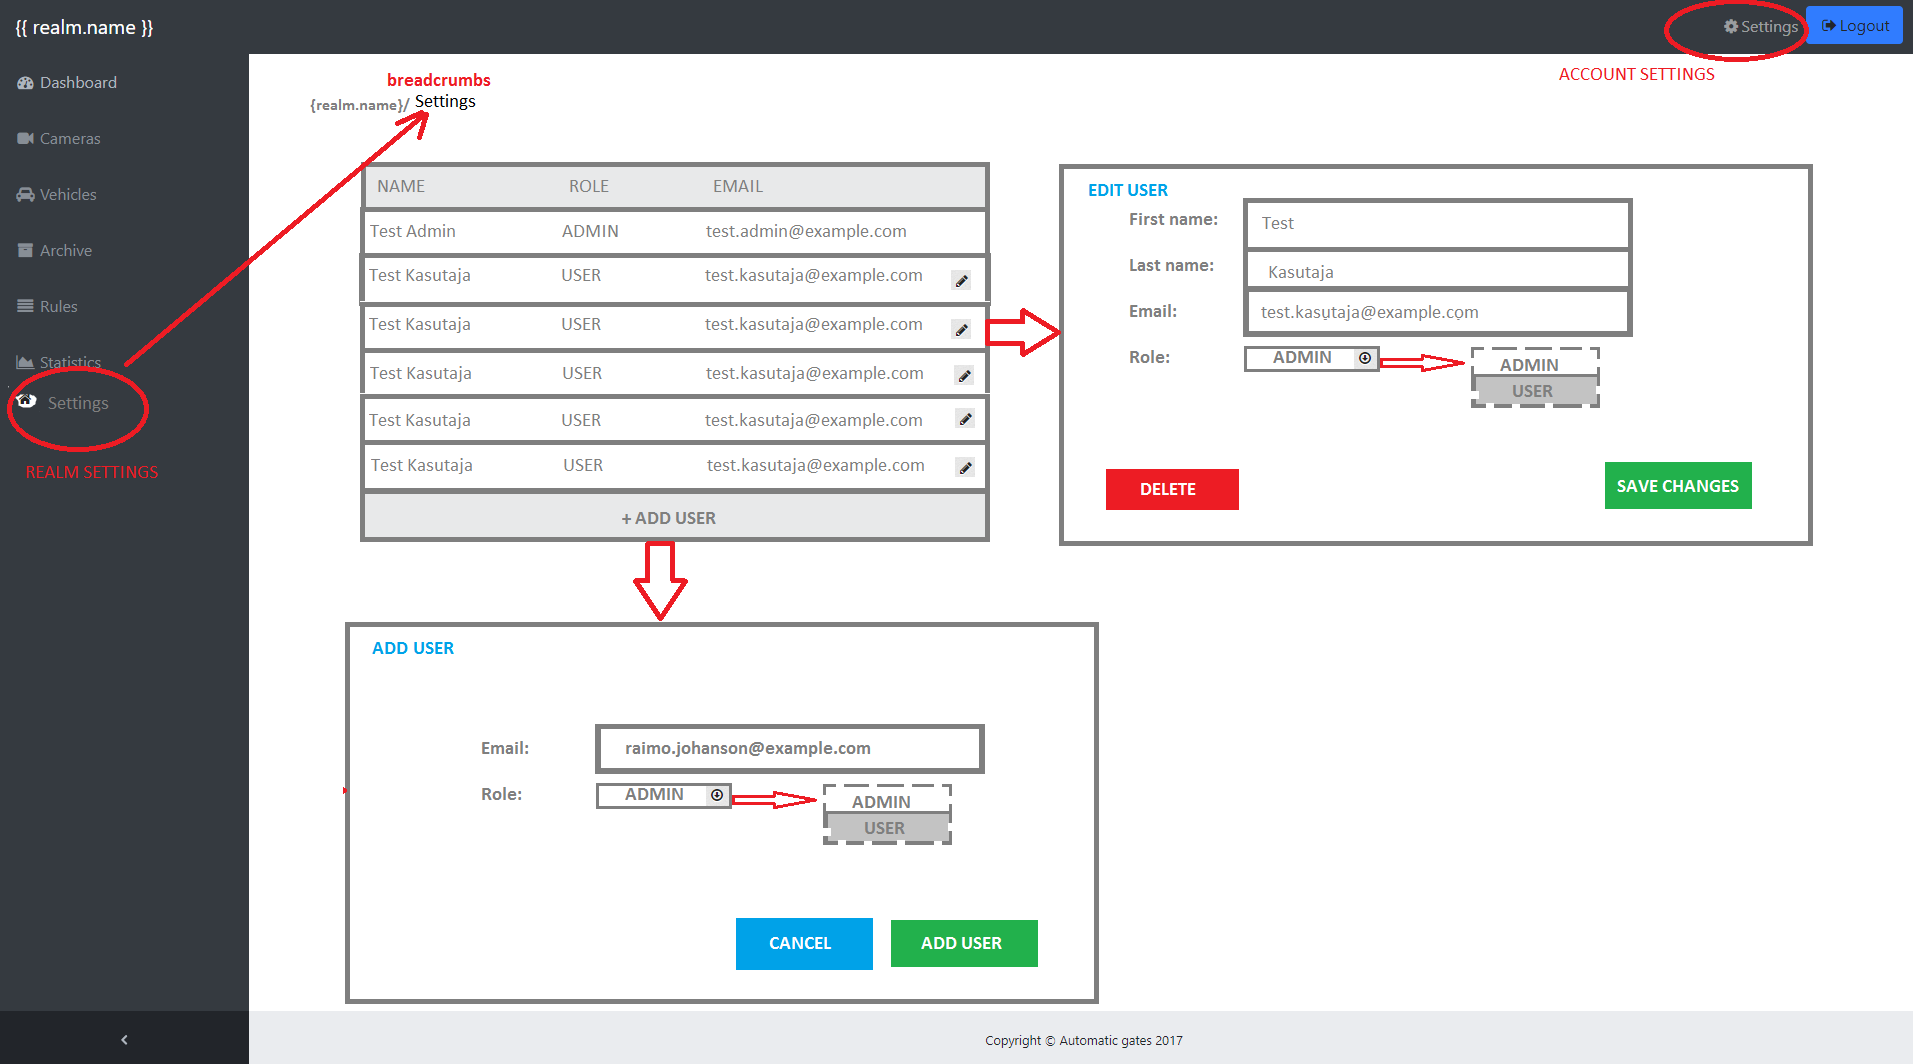 {{ realm.name }}
Settings
Logout
ACCOUNT SETTINGS
Dashboard
Cameras
Vehicles
Archive
Rules
Statistics
Settings
REALM SETTINGS
breadcrumbs
{realm.name}/ Settings
NAME ROLE EMAIL
Test Admin ADMIN test.admin@example.com
Test Kasutaja USER test.kasutaja@example.com
Test Kasutaja USER test.kasutaja@example.com
Test Kasutaja USER test.kasutaja@example.com
Test Kasutaja USER test.kasutaja@example.com
Test Kasutaja USER test.kasutaja@example.com
+ ADD USER
EDIT USER
First name: Test
Last name: Kasutaja
Email: test.kasutaja@example.com
Role: ADMIN
ADMIN
USER
DELETE
SAVE CHANGES
ADD USER
Email: raimo.johanson@example.com
Role: ADMIN
ADMIN
USER
CANCEL
ADD USER
Copyright © Automatic gates 2017